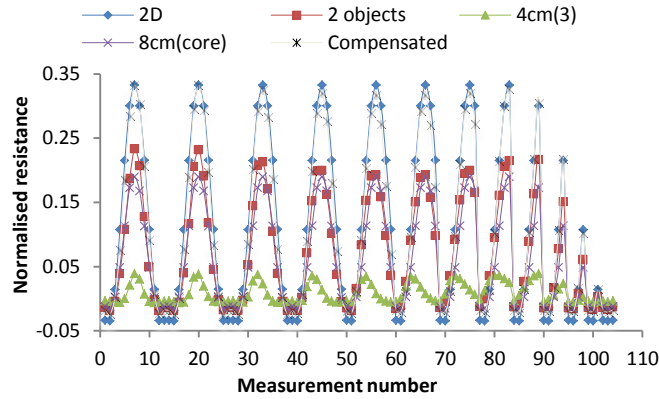 2D 2 objects 4cm(3)
8cm(core) Compensated
Normalised resistance
0.35
0.25
0.15
0.05
-0.05
0 10 20 30 40 50 60 70 80 90 100 110
Measurement number